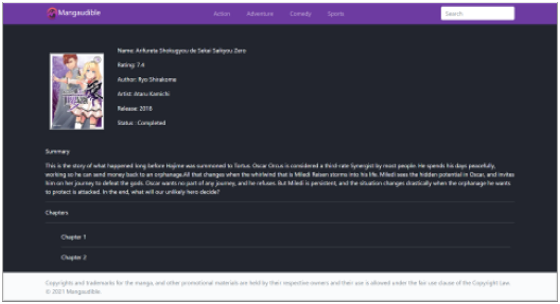 Mangaudible
Action Adventure Comedy Sports
Search
Name: Arifureta Shokugyou de Sekai Saikyou Zero
Rating: 7.4
Author: Ryo Shirakome
Artist: Ataru Kamichi
Release: 2016
Status : Completed
Summary
This is the story of what happened long before Hajime was summoned to Tortus. Oscar Orcus is considered a third-rate Synergist by most people. He spends his days peacefully,
working so he can send money back to an orphanage.All that changes when the whirlwind that is Miledi Reisen storms into his life. Miledi sees the hidden potential in Oscar, and invites
him on her journey to defeat the gods. Oscar wants no part of any journey, and he refuses. But Miledi is persistent, and the situation changes drastically when the orphanage he wants
to protect is attacked. In the end, what will our unlikely hero decide?
Chapters
Chapter 1
Chapter 2
Copyrights and trademarks for the manga, and other promotional materials are held by their respective owners and their use is allowed under the fair use clause of the Copyright Law.
© 2021 Mangaudible.